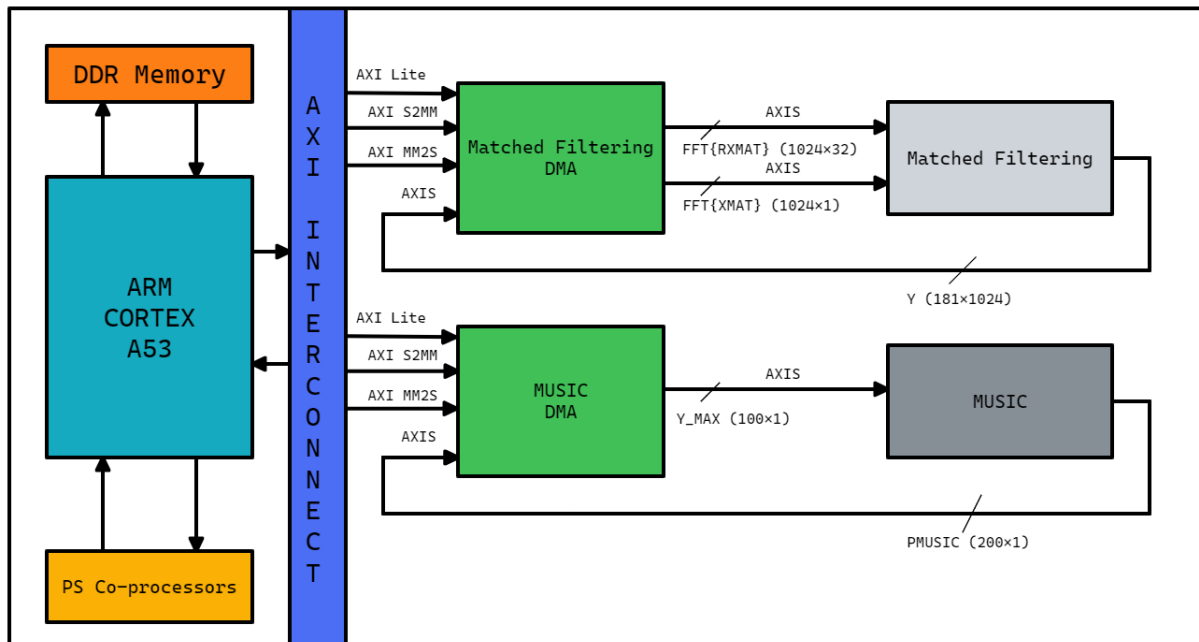 DDR Memory
ARM
CORTEX
A53
PS Co-processors
AXI INTERCONNECT
AXI Lite
AXI S2MM
AXI MM2S
AXIS
Matched Filtering
DMA
AXIS
FFT{RXMAT} (1024×32)
AXIS
FFT{XMAT} (1024×1)
Matched Filtering
Y (181×1024)
AXI Lite
AXI S2MM
AXI MM2S
AXIS
MUSIC
DMA
AXIS
Y_MAX (100×1)
MUSIC
PMUSIC (200×1)